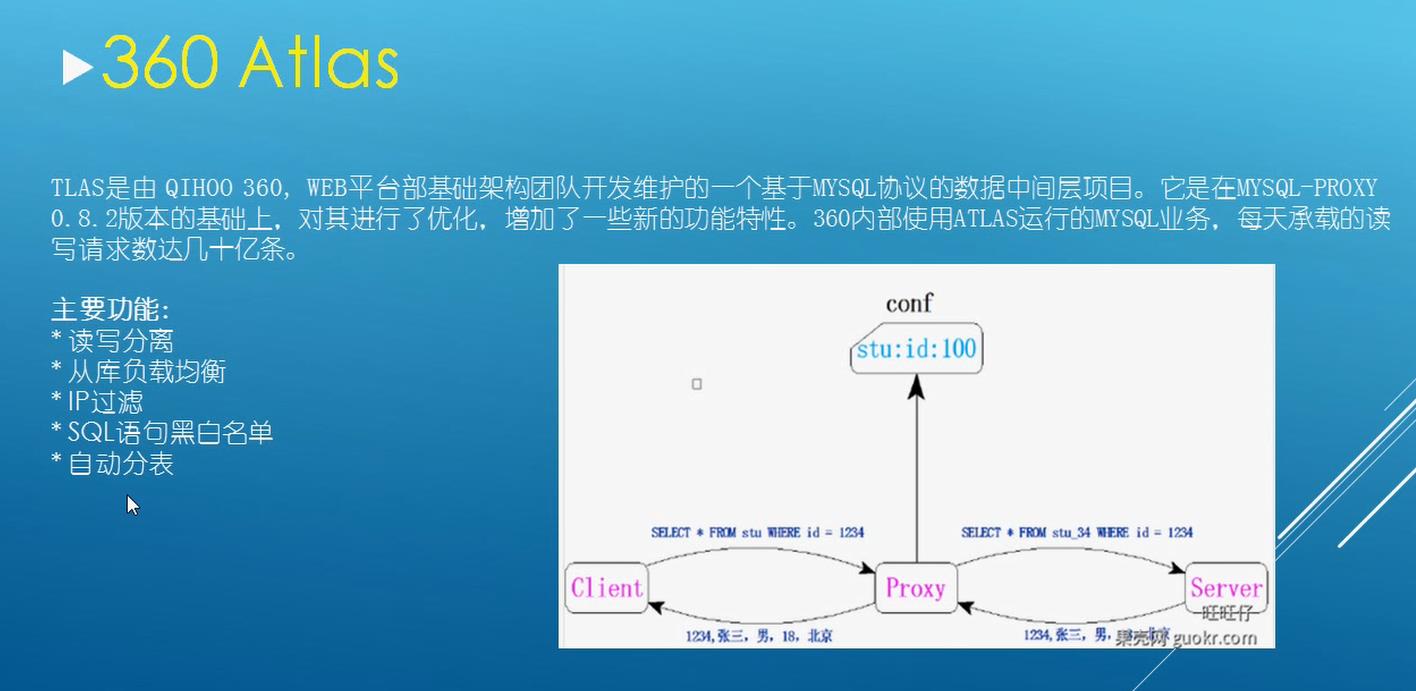 360 Atlas
TLAS是由 QIHOO 360, WEB平台部基础架构团队开发维护的一个基于MYSQL协议的数据中间层项目。它是在MYSQL-PROXY
0.8.2版本的基础上，对其进行了优化，增加了一些新的功能特性。360内部使用ATLAS运行的MYSQL业务，每天承载的读
写请求数达几十亿条。
主要功能:
* 读写分离
* 从库负载均衡
* IP过滤
* SQL语句黑白名单
* 自动分表
conf
stu:id:100
SELECT * FROM stu WHERE id = 1234
SELECT * FROM stu_34 WHERE id = 1234
Client
Proxy
Server
1234,张三，男，18，北京
1234,张三，男，
旺旺仔
果壳网 guokr.com